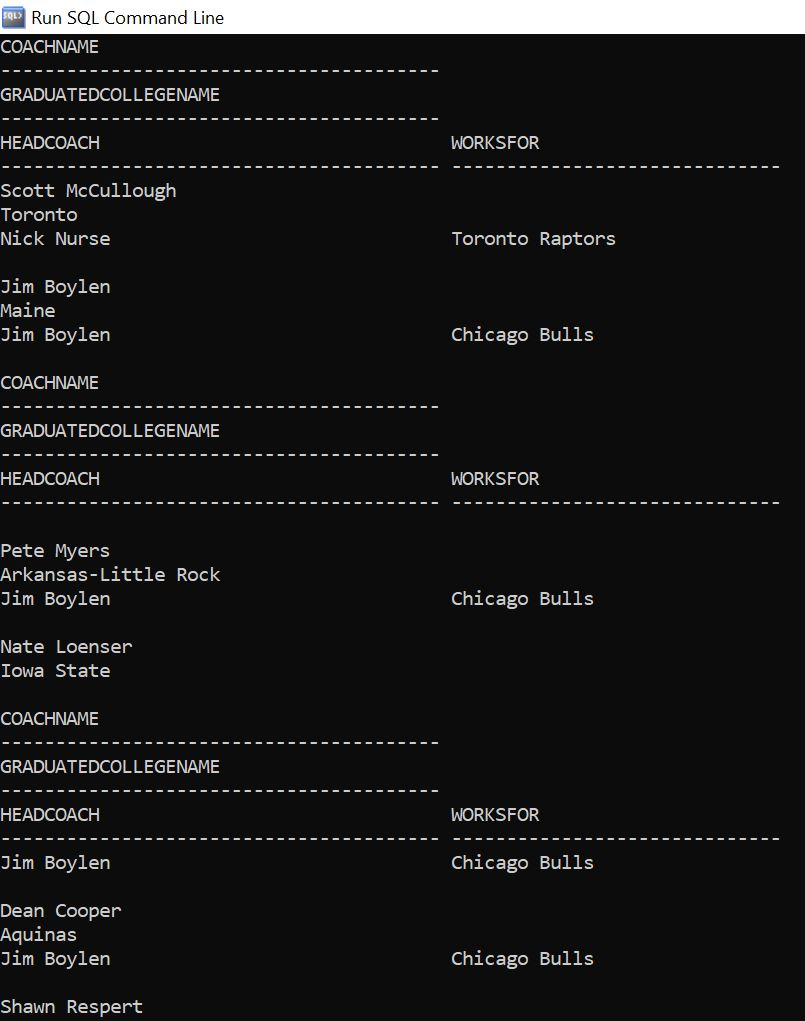 SQL>
Run SQL Command Line
COACHNAME
----------------------------------------
GRADUATEDCOLLEGENAME
----------------------------------------
HEADCOACH WORKSFOR
---------------------------------------- ------------------------------
Scott McCullough
Toronto
Nick Nurse Toronto Raptors
Jim Boylen
Maine
Jim Boylen Chicago Bulls
COACHNAME
----------------------------------------
GRADUATEDCOLLEGENAME
----------------------------------------
HEADCOACH WORKSFOR
---------------------------------------- ------------------------------
Pete Myers
Arkansas-Little Rock
Jim Boylen Chicago Bulls
Nate Loenser
Iowa State
COACHNAME
----------------------------------------
GRADUATEDCOLLEGENAME
----------------------------------------
HEADCOACH WORKSFOR
---------------------------------------- ------------------------------
Jim Boylen Chicago Bulls
Dean Cooper
Aquinas
Jim Boylen Chicago Bulls
Shawn Respert